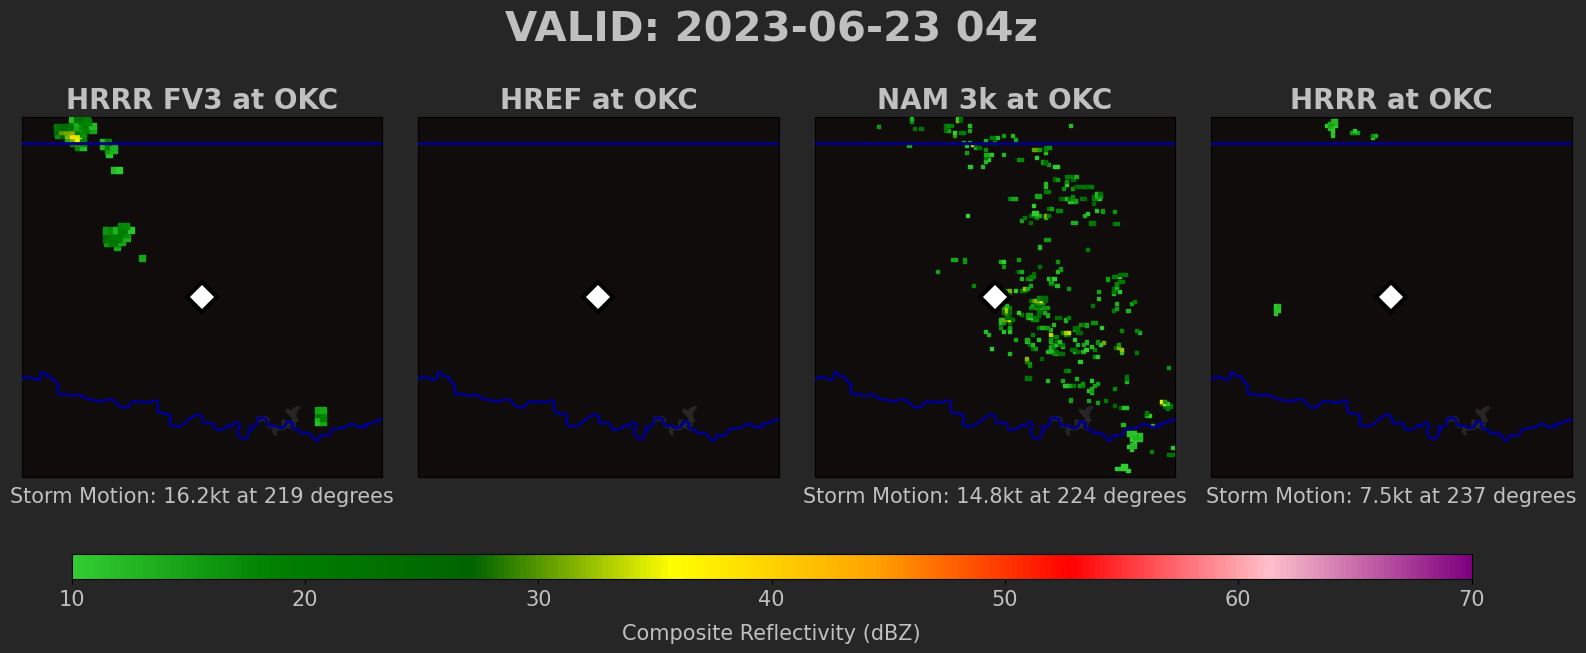 VALID: 2023-06-23 04z
HRRR FV3 at OKC
HREF at OKC
NAM 3k at OKC
HRRR at OKC
Storm Motion: 16.2kt at 219 degrees
Storm Motion: 14.8kt at 224 degrees
Storm Motion: 7.5kt at 237 degrees
10 20 30 40 50 60 70
Composite Reflectivity (dBZ)